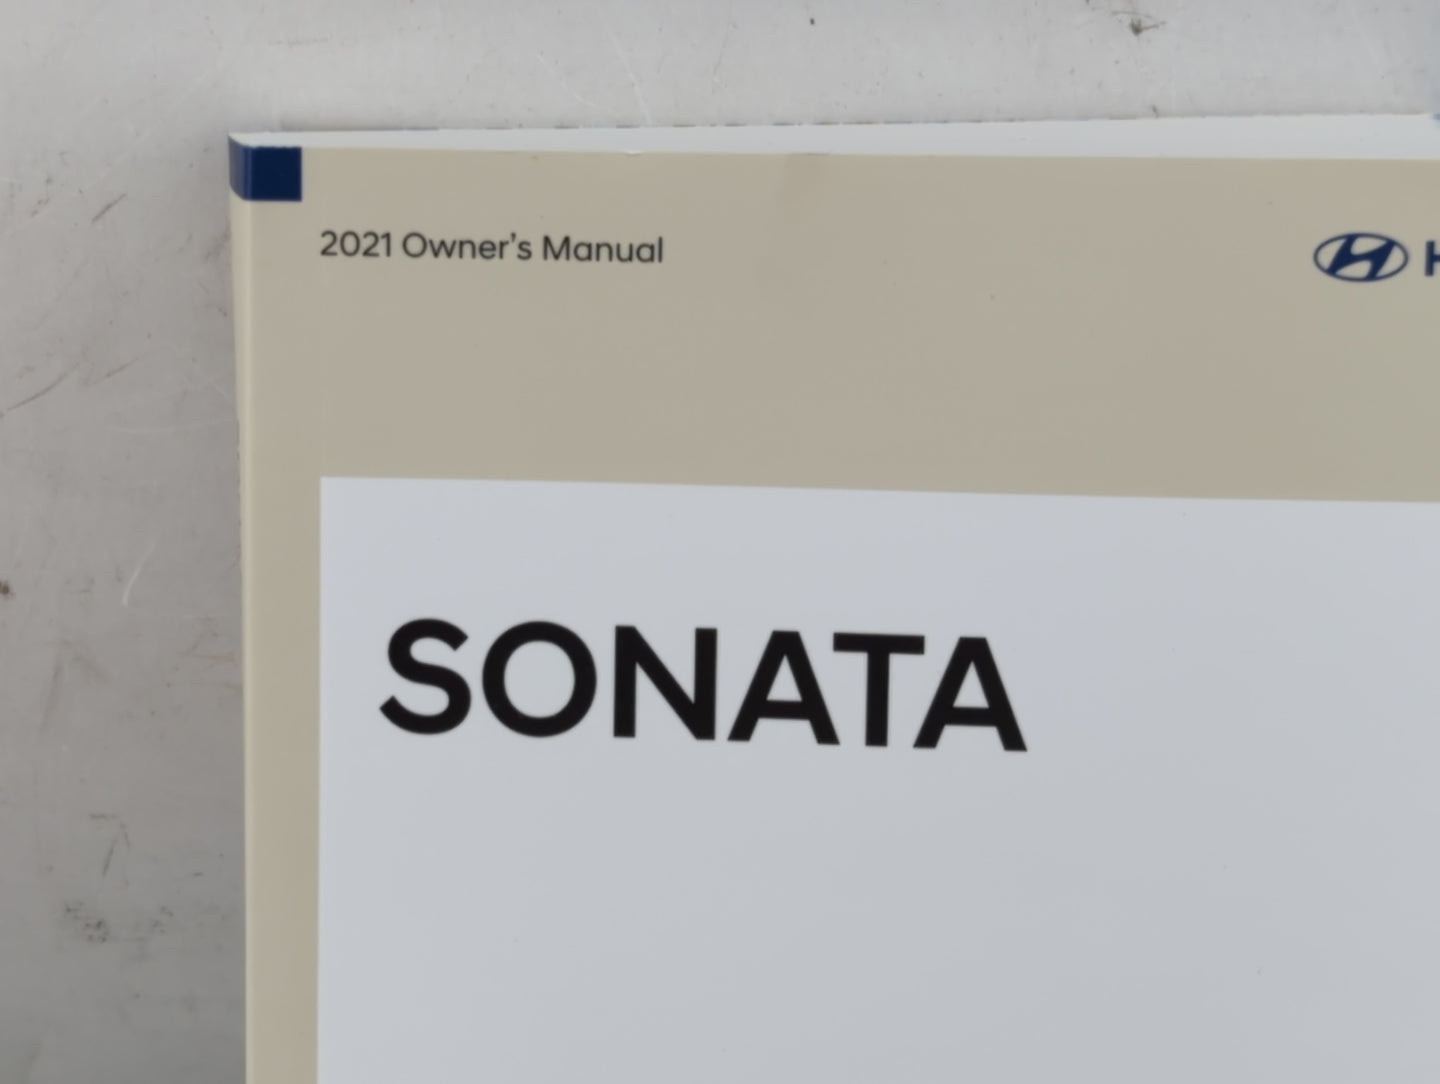 2021 Owner's Manual
H
SONATA